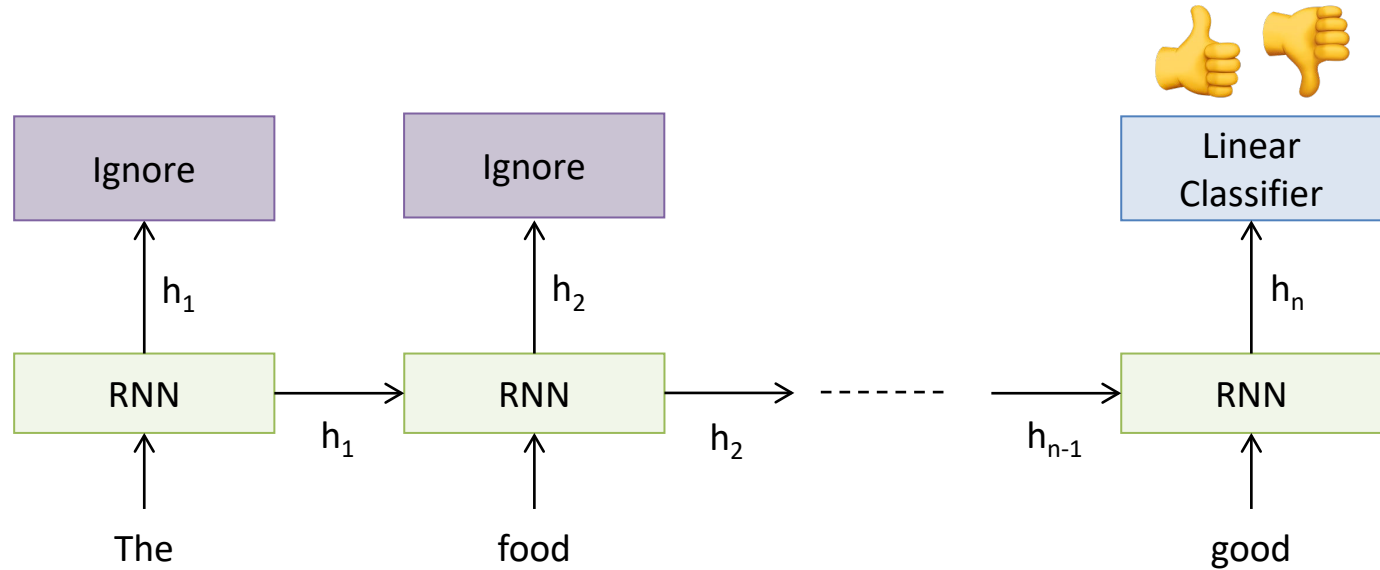 Ignore
Ignore
Linear
Classifier
h₁
h₂
hₙ
RNN
RNN
RNN
h₁
h₂
hₙ₋₁
The
food
good